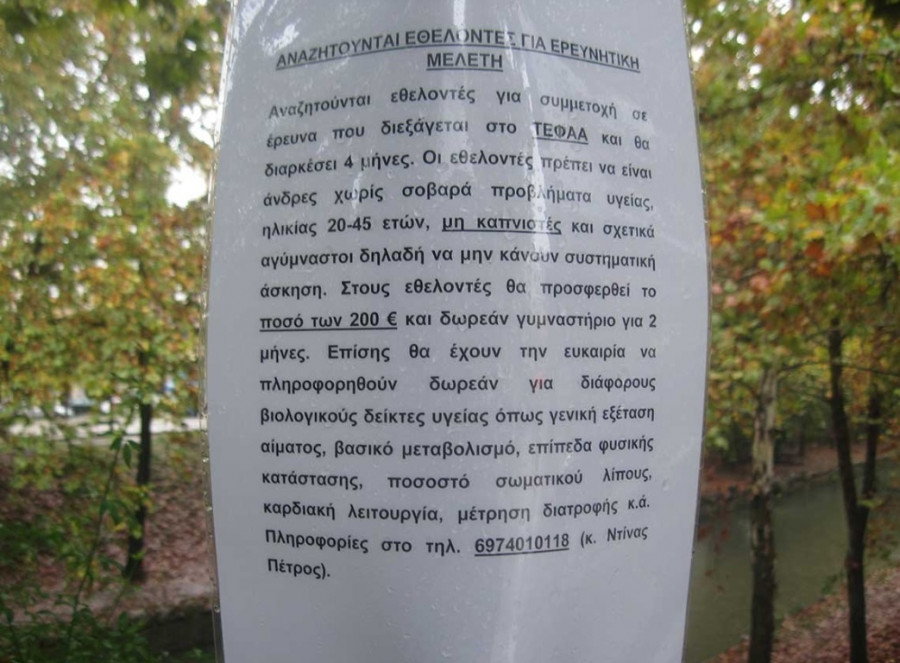 ΑΝΑΖΗΤΟΥΝΤΑΙ ΕΘΕΛΟΝΤΕΣ ΓΙΑ ΕΡΕΥΝΗΤΙΚΗ
ΜΕΛΕΤΗ
Αναζητούνται εθελοντές για συμμετοχή σε
έρευνα που διεξάγεται στο ΤΕΦΑΑ και θα
διαρκέσει 4 μήνες. Οι εθελοντές πρέπει να είναι
άνδρες χωρίς σοβαρά προβλήματα υγείας,
ηλικίας 20-45 ετών, μη καπνιστές και σχετικά
αγύμναστοι δηλαδή να μην κάνουν συστηματική
άσκηση. Στους εθελοντές θα προσφερθεί το
ποσό των 200 € και δωρεάν γυμναστήριο για 2
μήνες. Επίσης θα έχουν την ευκαιρία να
πληροφορηθούν δωρεάν για διάφορους
βιολογικούς δείκτες υγείας όπως γενική εξέταση
αίματος, βασικό μεταβολισμό, επίπεδα φυσικής
κατάστασης, ποσοστό σωματικού λίπους,
καρδιακή λειτουργία, μέτρηση διατροφής κ.ά.
Πληροφορίες στο τηλ. 6974010118 (κ. Ντίνας
Πέτρος).